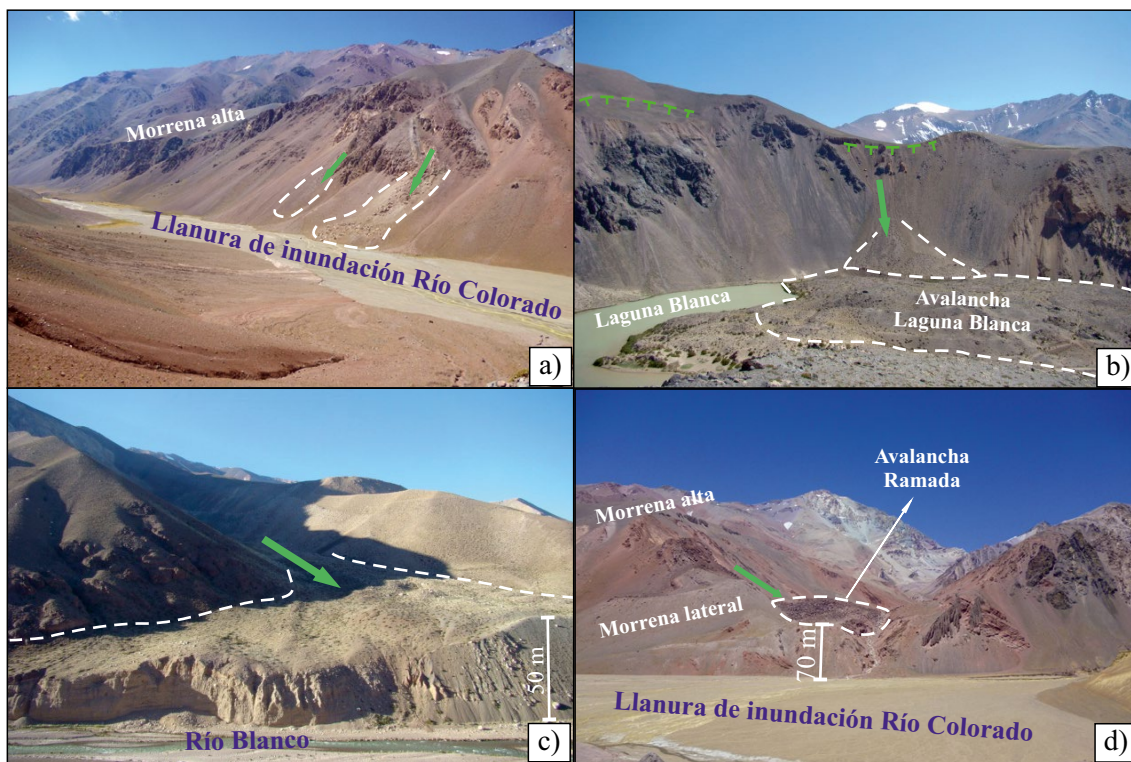 Morrena alta
Llanura de inundación Río Colorado
a)
Laguna Blanca
Avalancha
Laguna Blanca
b)
50 m
Río Blanco
c)
Avalancha
Ramada
Morrena alta
Morrena lateral
70 m
Llanura de inundación Río Colorado
d)